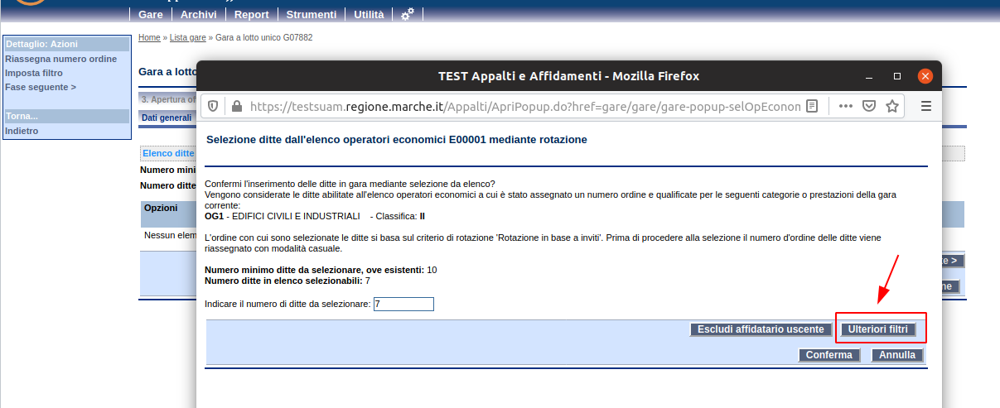 Gare Archivi Report Strumenti Utilità
Home » Lista gare » Gara a lotto unico G07882
Dettaglio: Azioni
Riassegna numero ordine
Imposta filtro
Fase seguente >
Torna...
Indietro
Gara a lotto
3. Apertura of
Dati generali
Elenco ditte
Numero mini
Numero ditte
Opzioni
Nessun elem
TEST Appalti e Affidamenti - Mozilla Firefox
https://testsuam.regione.marche.it/Appalti/ApriPopup.do?href=gare/gare/gare-popup-selOpEconom
Selezione ditte dall'elenco operatori economici E00001 mediante rotazione
Confermi l'inserimento delle ditte in gara mediante selezione da elenco?
Vengono considerate le ditte abilitate all'elenco operatori economici a cui è stato assegnato un numero ordine e qualificate per le seguenti categorie o prestazioni della gara
corrente:
OG1 - EDIFICI CIVILI E INDUSTRIALI - Classifica: II
L'ordine con cui sono selezionate le ditte si basa sul criterio di rotazione 'Rotazione in base a inviti'. Prima di procedere alla selezione il numero d'ordine delle ditte viene
riassegnato con modalità casuale.
Numero minimo ditte da selezionare, ove esistenti: 10
Numero ditte in elenco selezionabili: 7
Indicare il numero di ditte da selezionare: 7
Escludi affidatario uscente Ulteriori filtri
Conferma Annulla
te >
ne